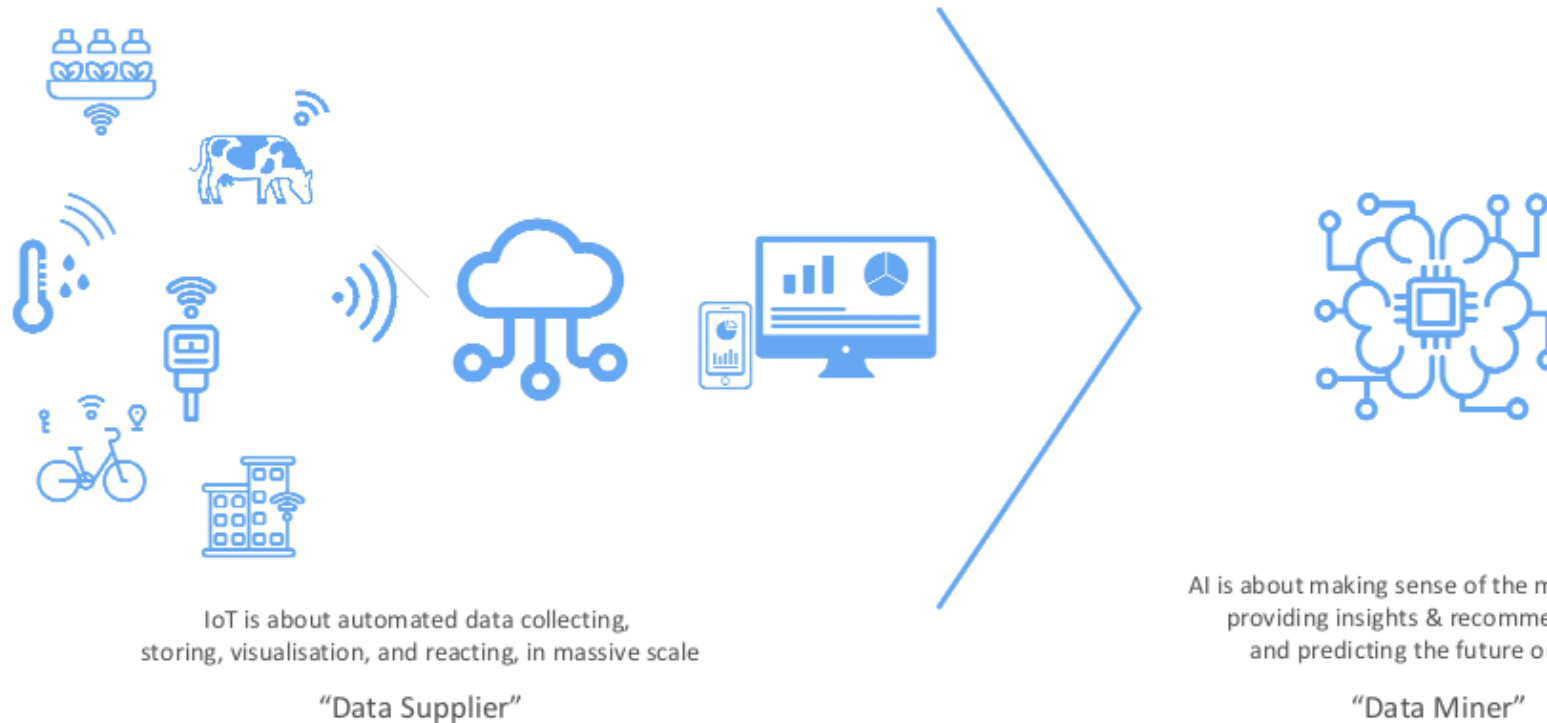 IoT is about automated data collecting,
storing, visualisation, and reacting, in massive scale
"Data Supplier"
AI is about making sense of the m
providing insights & recomme
and predicting the future o
"Data Miner"